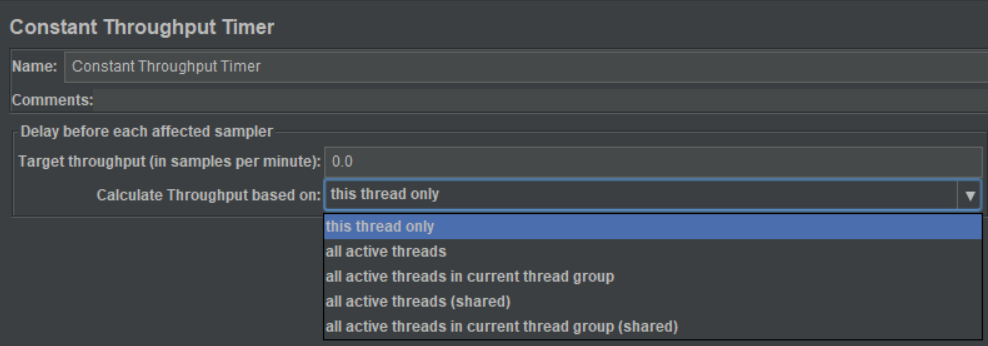 Constant Throughput Timer
Name: Constant Throughput Timer
Comments:
Delay before each affected sampler
Target throughput (in samples per minute): 0.0
Calculate Throughput based on: this thread only
this thread only
all active threads
all active threads in current thread group
all active threads (shared)
all active threads in current thread group (shared)